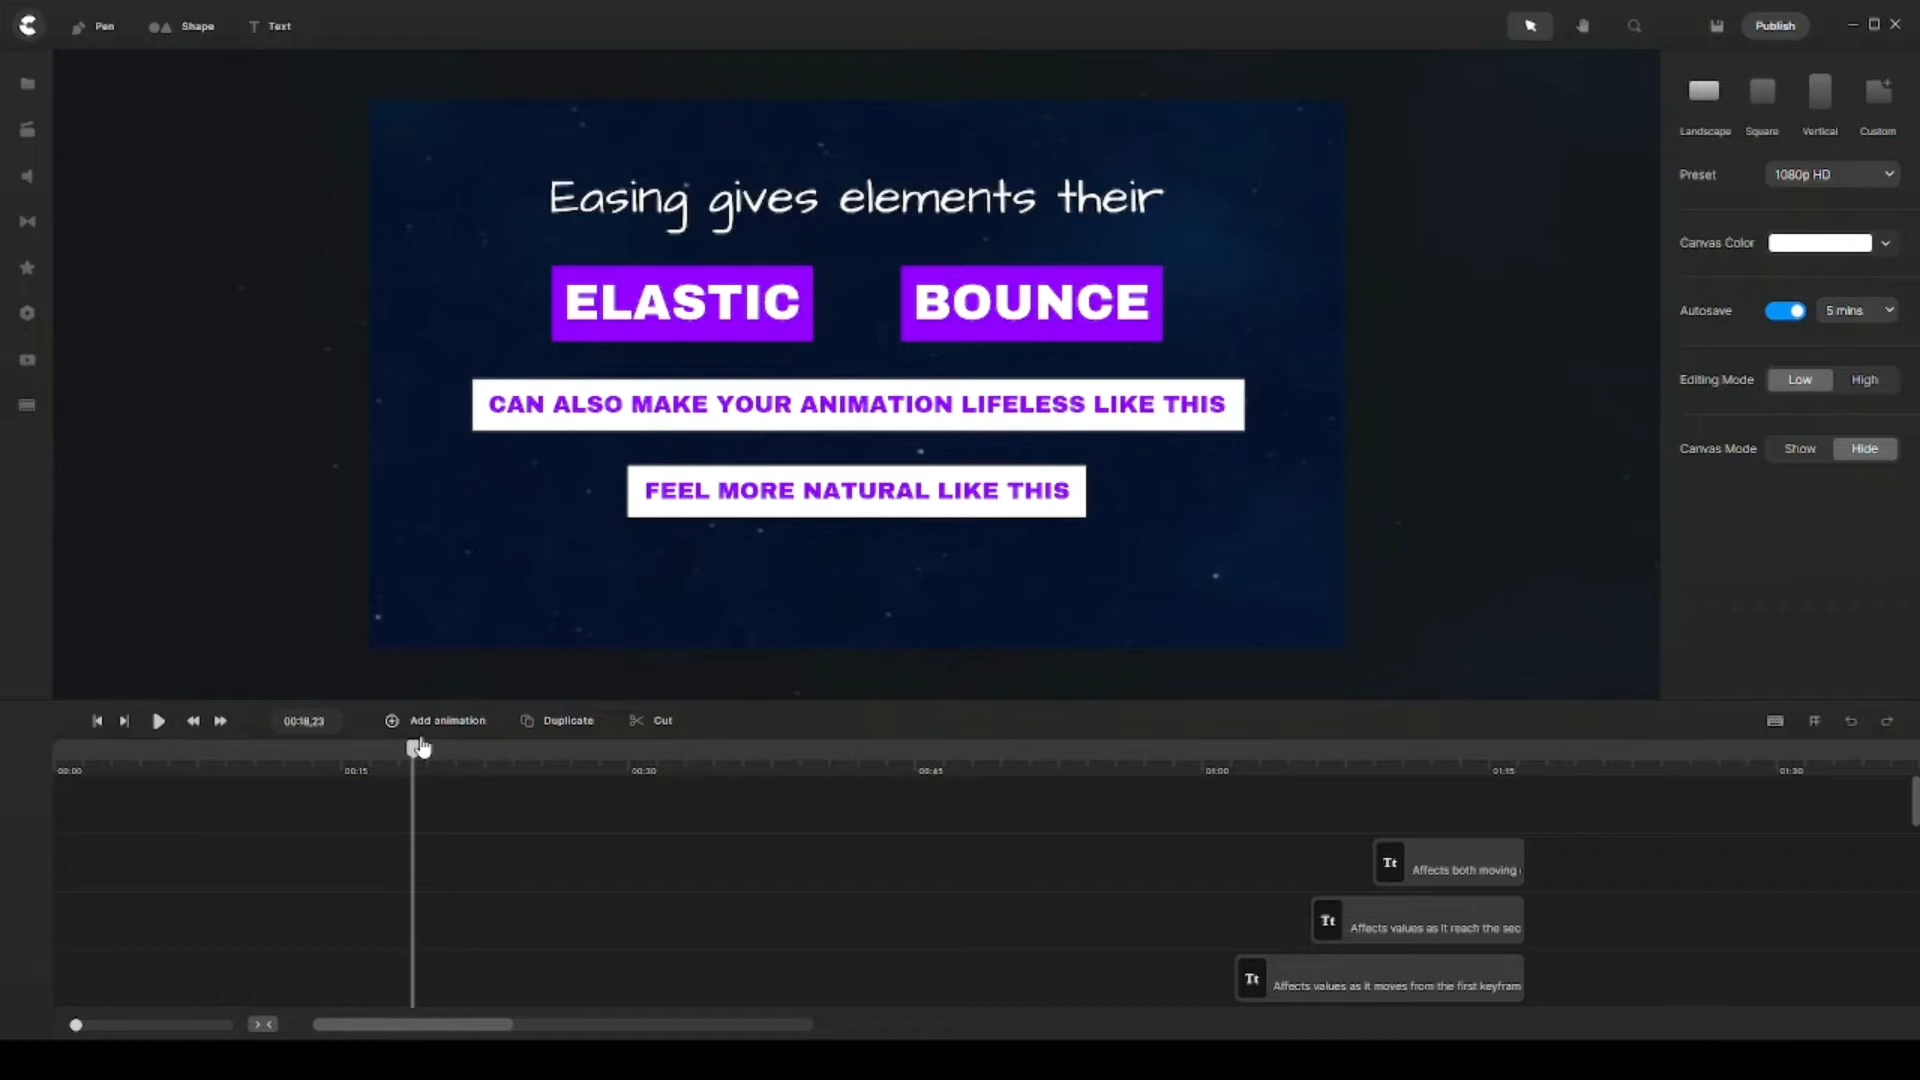 Pen Shape Text Publish
Landscape Square Vertical Custom
Preset 1080p HD
Canvas Color
Autosave 5 mins
Editing Mode Low High
Canvas Mode Show Hide
Easing gives elements their
ELASTIC BOUNCE
CAN ALSO MAKE YOUR ANIMATION LIFELESS LIKE THIS
FEEL MORE NATURAL LIKE THIS
00:18,23 Add animation Duplicate Cut
00:00 00:15 00:30 00:45 01:15 01:30
Tt Affects both moving
Tt Affects values as it reach the sec
Tt Affects values as it moves from the first keyfram